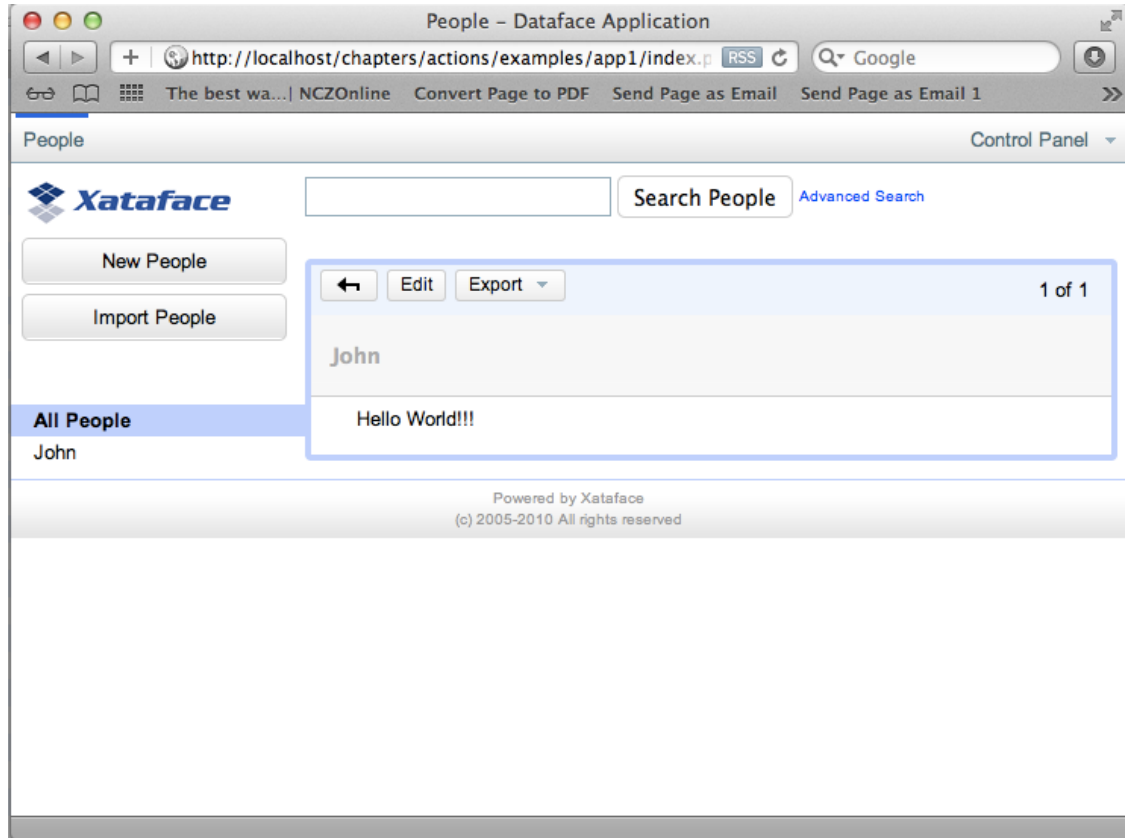 People – Dataface Application
http://localhost/chapters/actions/examples/app1/index.p RSS Google
The best wa...| NCZOnline Convert Page to PDF Send Page as Email Send Page as Email 1
People Control Panel
Xataface Search People Advanced Search
New People
Edit Export 1 of 1
Import People
John
All People
Hello World!!!
John
Powered by Xataface
(c) 2005-2010 All rights reserved